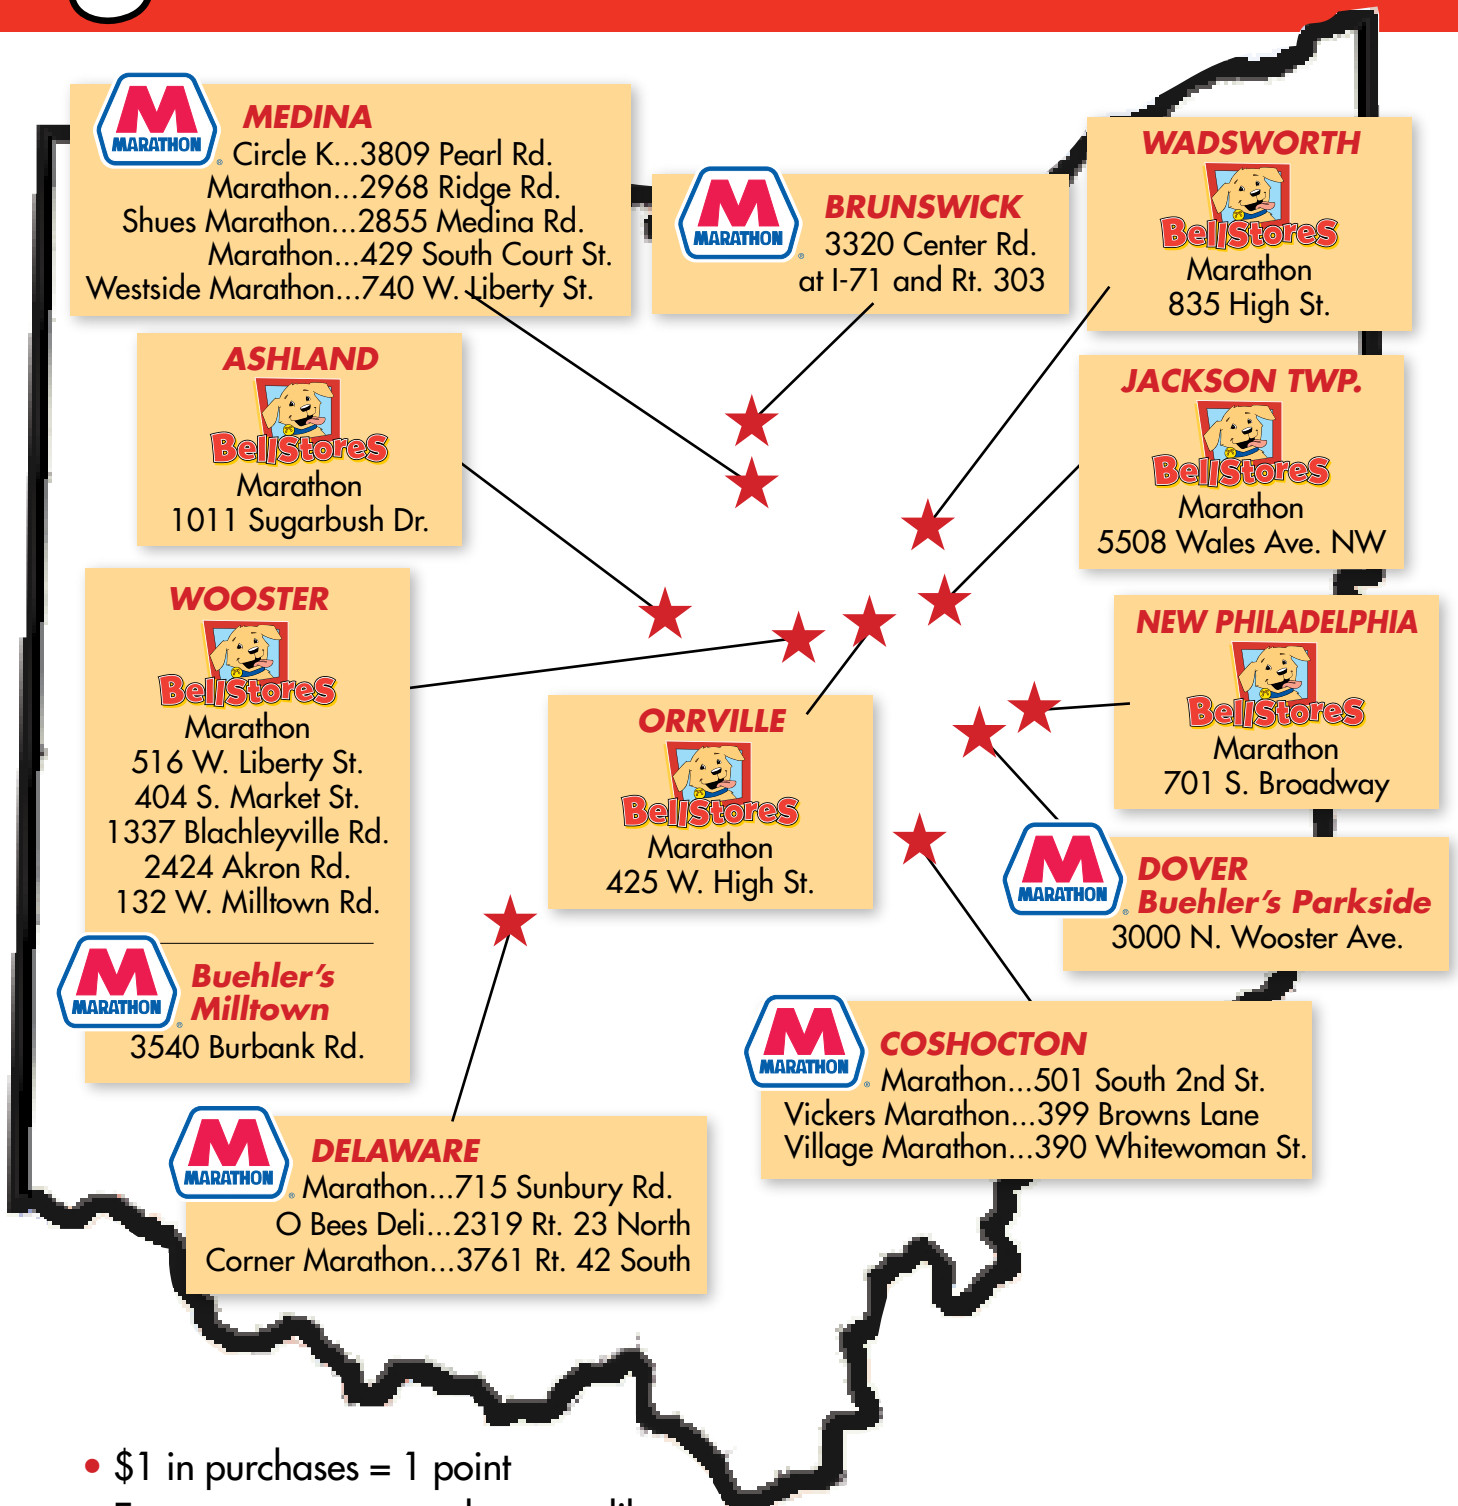 MARATHON
MEDINA
Circle K...3809 Pearl Rd.
Marathon...2968 Ridge Rd.
Shues Marathon...2855 Medina Rd.
Marathon...429 South Court St.
Westside Marathon...740 W. Liberty St.
MARATHON
BRUNSWICK
3320 Center Rd.
at I-71 and Rt. 303
WADSWORTH
BellStores
Marathon
835 High St.
ASHLAND
BellStores
Marathon
1011 Sugarbush Dr.
JACKSON TWP.
BellStores
Marathon
5508 Wales Ave. NW
WOOSTER
BellStores
Marathon
516 W. Liberty St.
404 S. Market St.
1337 Blachleyville Rd.
2424 Akron Rd.
132 W. Milltown Rd.
MARATHON
Buehler's
Milltown
3540 Burbank Rd.
ORRVILLE
BellStores
Marathon
425 W. High St.
NEW PHILADELPHIA
BellStores
Marathon
701 S. Broadway
MARATHON
DOVER
Buehler's Parkside
3000 N. Wooster Ave.
MARATHON
COSHOCTON
Marathon...501 South 2nd St.
Vickers Marathon...399 Browns Lane
Village Marathon...390 Whitewoman St.
MARATHON
DELAWARE
Marathon...715 Sunbury Rd.
O Bees Deli...2319 Rt. 23 North
Corner Marathon...3761 Rt. 42 South
• $1 in purchases = 1 point